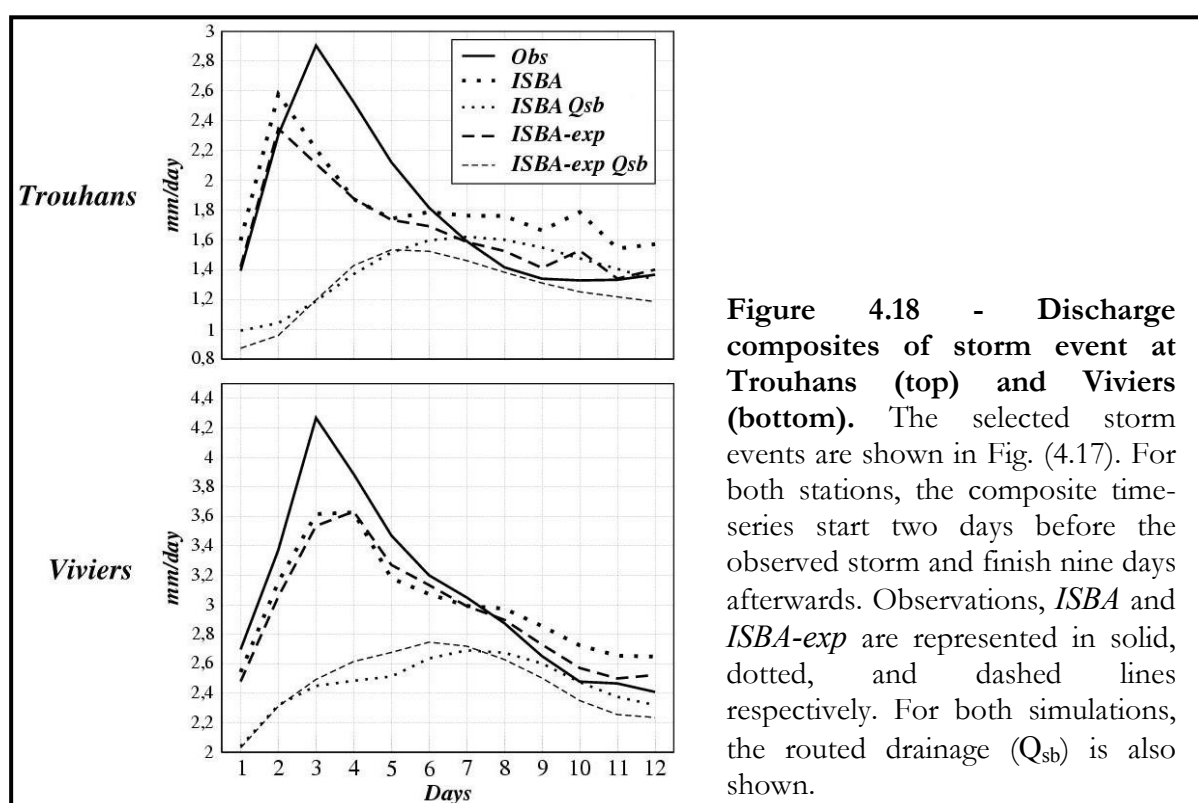 3
2,8
2,6
2,4
2,2
2
1,8
1,6
1,4
1,2
1
0,8
mm/day
Trouhans
Obs
ISBA
ISBA Qsb
ISBA-exp
ISBA-exp Qsb
4,4
4,2
4
3,8
3,6
3,4
3,2
3
2,8
2,6
2,4
2,2
2
mm/day
Viviers
1 2 3 4 5 6 7 8 9 10 11 12
Days
Figure 4.18 - Discharge
composites of storm event at
Trouhans (top) and Viviers
(bottom). The selected storm
events are shown in Fig. (4.17). For
both stations, the composite time-
series start two days before the
observed storm and finish nine days
afterwards. Observations, ISBA and
ISBA-exp are represented in solid,
dotted, and dashed lines
respectively. For both simulations,
the routed drainage (Qsb) is also
shown.